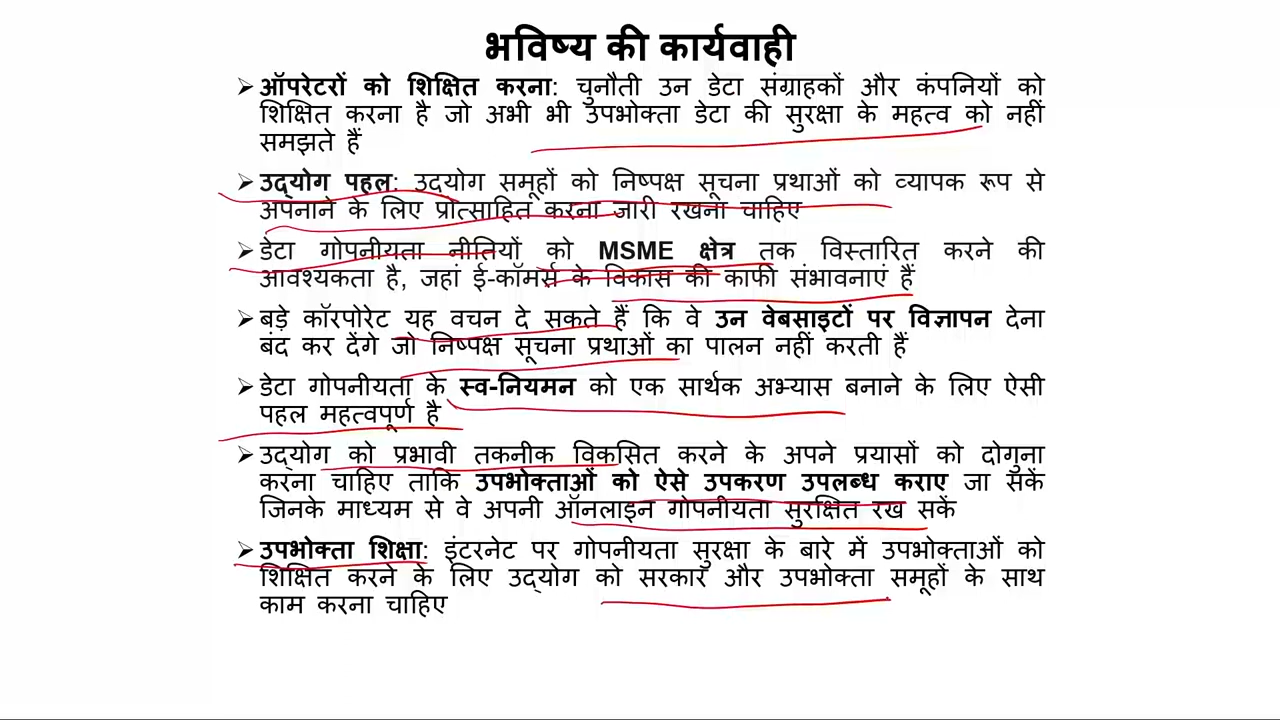 भविष्य की कार्यवाही
➢ ऑपरेटरों को शिक्षित करना: चुनौती उन डेटा संग्राहकों और कंपनियों को
शिक्षित करना है जो अभी भी उपभोक्ता डेटा की सुरक्षा के महत्व को नहीं
समझते हैं
➢ उद्योग पहल: उद्योग समूहों को निष्पक्ष सूचना प्रथाओं को व्यापक रूप से
अपनाने के लिए प्रोत्साहित करना जारी रखना चाहिए
➢ डेटा गोपनीयता नीतियों को MSME क्षेत्र तक विस्तारित करने की
आवश्यकता है, जहां ई-कॉमर्स के विकास की काफी संभावनाएं हैं
➢ बड़े कॉरपोरेट यह वचन दे सकते हैं कि वे उन वेबसाइटों पर विज्ञापन देना
बंद कर देंगे जो निष्पक्ष सूचना प्रथाओं का पालन नहीं करती हैं
➢ डेटा गोपनीयता के स्व-नियमन को एक सार्थक अभ्यास बनाने के लिए ऐसी
पहल महत्वपूर्ण है
➢ उद्योग को प्रभावी तकनीक विकसित करने के अपने प्रयासों को दोगुना
करना चाहिए ताकि उपभोक्ताओं को ऐसे उपकरण उपलब्ध कराए जा सकें
जिनके माध्यम से वे अपनी ऑनलाइन गोपनीयता सुरक्षित रख सकें
➢ उपभोक्ता शिक्षा: इंटरनेट पर गोपनीयता सुरक्षा के बारे में उपभोक्ताओं को
शिक्षित करने के लिए उद्योग को सरकार और उपभोक्ता समूहों के साथ
काम करना चाहिए